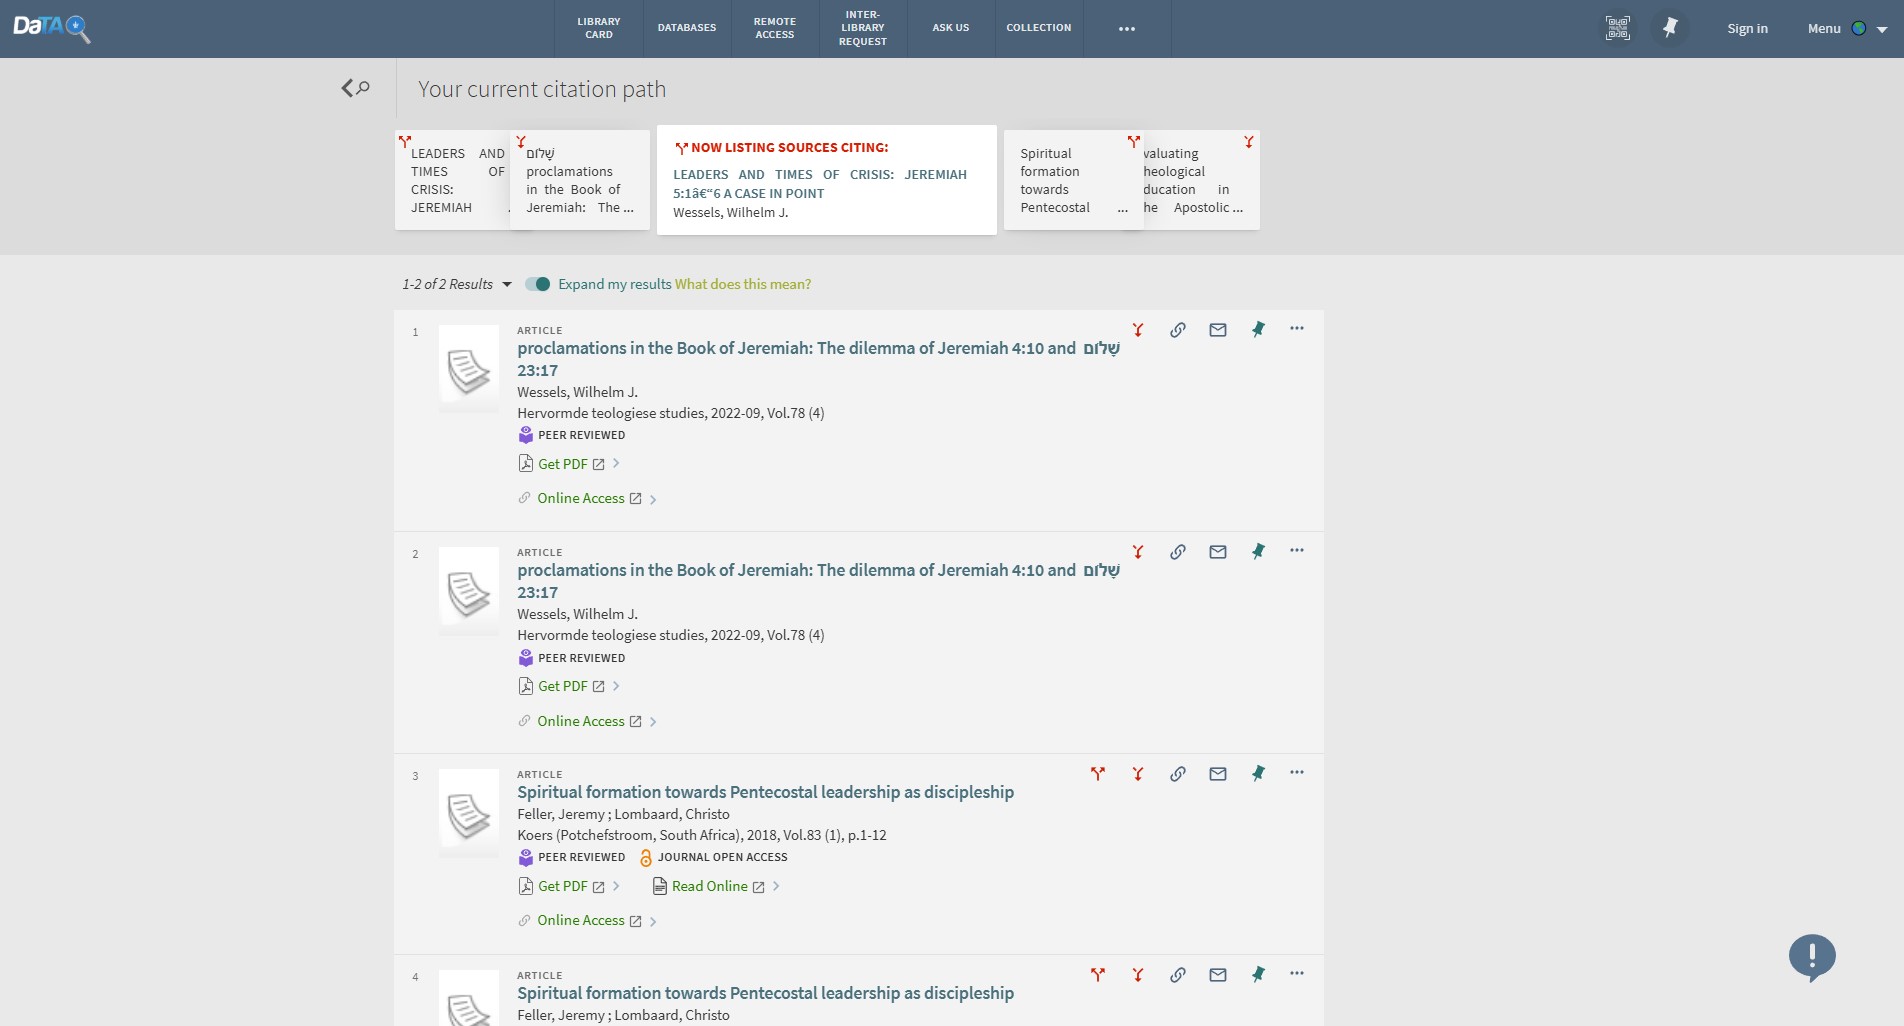 DaTA
LIBRARY
CARD
DATABASES
REMOTE
ACCESS
INTER-
LIBRARY
REQUEST
ASK US
COLLECTION
Sign in
Menu
Your current citation path
LEADERS AND
TIMES OF
CRISIS:
JEREMIAH
שָׁלוֹם
proclamations
in the Book of
Jeremiah: The ...
NOW LISTING SOURCES CITING:
LEADERS AND TIMES OF CRISIS: JEREMIAH
5:1â€“6 A CASE IN POINT
Wessels, Wilhelm J.
Spiritual
formation
towards
Pentecostal ...
valuating
heological
ducation in
he Apostolic ...
1-2 of 2 Results
Expand my results What does this mean?
1
ARTICLE
proclamations in the Book of Jeremiah: The dilemma of Jeremiah 4:10 and שָׁלוֹם
23:17
Wessels, Wilhelm J.
Hervormde teologiese studies, 2022-09, Vol.78 (4)
PEER REVIEWED
Get PDF
Online Access
2
ARTICLE
proclamations in the Book of Jeremiah: The dilemma of Jeremiah 4:10 and שָׁלוֹם
23:17
Wessels, Wilhelm J.
Hervormde teologiese studies, 2022-09, Vol.78 (4)
PEER REVIEWED
Get PDF
Online Access
3
ARTICLE
Spiritual formation towards Pentecostal leadership as discipleship
Feller, Jeremy ; Lombaard, Christo
Koers (Potchefstroom, South Africa), 2018, Vol.83 (1), p.1-12
PEER REVIEWED JOURNAL OPEN ACCESS
Get PDF Read Online
Online Access
4
ARTICLE
Spiritual formation towards Pentecostal leadership as discipleship
Feller, Jeremy ; Lombaard, Christo